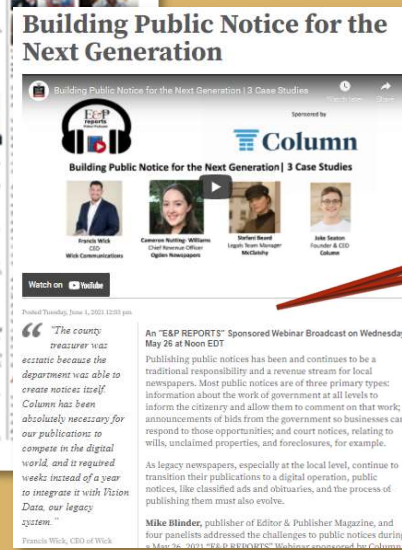 Building Public Notice for the
Next Generation
Building Public Notice for the Next Generation | 3 Case Studies
Watch later
Share
E&P
reports
Sponsored by
Column
Building Public Notice for the Next Generation| 3 Case Studies
Francis Wick
CEO
Wick Communications
Cameron Nutting- Williams
Chief Revenue Officer
Ogden Newspapers
Stefani Beard
Legals Team Manager
McClatchy
Jake Seaton
Founder & CEO
Column
Watch on YouTube
Posted Tuesday, June 1, 2021 12:03 pm
“ "The county
treasurer was
ecstatic because the
department was able to
create notices itself.
Column has been
absolutely necessary for
our publications to
compete in the digital
world, and it required
weeks instead of a year
to integrate it with Vision
Data, our legacy
system."
Francis Wick, CEO of Wick
An "E&P REPORTS" Sponsored Webinar Broadcast on Wednesday
May 26 at Noon EDT
Publishing public notices has been and continues to be a
traditional responsibility and a revenue stream for local
newspapers. Most public notices are of three primary types:
information about the work of government at all levels to
inform the citizenry and allow them to comment on that work;
announcements of bids from the government so businesses can
respond to those opportunities; and court notices, relating to
wills, unclaimed properties, and foreclosures, for example.
As legacy newspapers, especially at the local level, continue to
transition their publications to a digital operation, public
notices, like classified ads and obituaries, and the process of
publishing them must also evolve.
Mike Blinder, publisher of Editor & Publisher Magazine, and
four panelists addressed the challenges to public notices during
a May 26, 2021 "E&P REPORTS" Webinar sponsored by Column